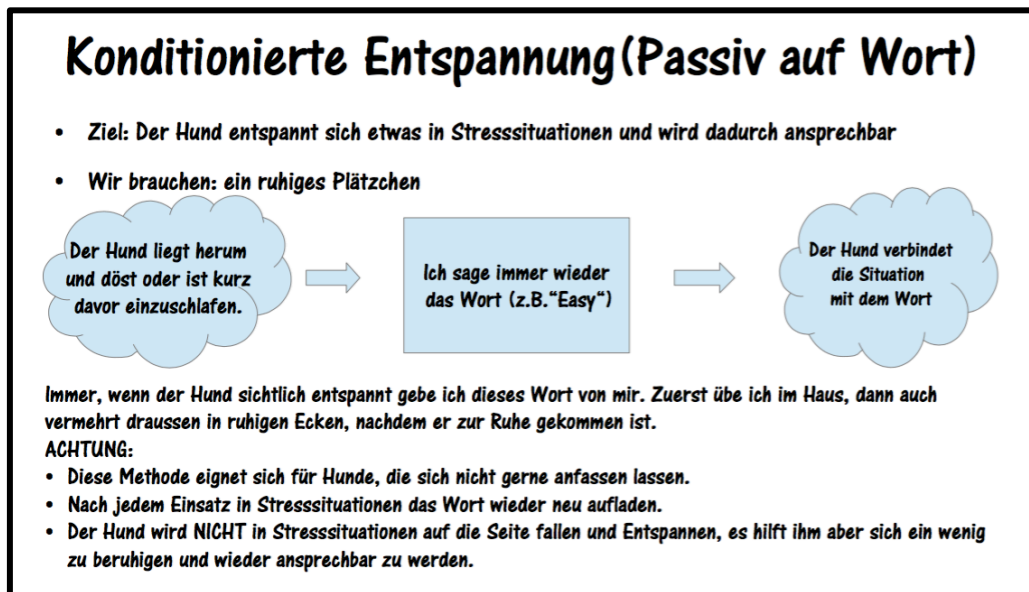 Konditionierte Entspannung(Passiv auf Wort)
• Ziel: Der Hund entspannt sich etwas in Stresssituationen und wird dadurch ansprechbar
• Wir brauchen: ein ruhiges Plätzchen
Der Hund liegt herum
und döst oder ist kurz
davor einzuschlafen.
Ich sage immer wieder
das Wort (z.B."Easy“)
Der Hund verbindet
die Situation
mit dem Wort
Immer, wenn der Hund sichtlich entspannt gebe ich dieses Wort von mir. Zuerst übe ich im Haus, dann auch
vermehrt draussen in ruhigen Ecken, nachdem er zur Ruhe gekommen ist.
ACHTUNG:
• Diese Methode eignet sich für Hunde, die sich nicht gerne anfassen lassen.
• Nach jedem Einsatz in Stresssituationen das Wort wieder neu aufladen.
• Der Hund wird NICHT in Stresssituationen auf die Seite fallen und Entspannen, es hilft ihm aber sich ein wenig
zu beruhigen und wieder ansprechbar zu werden.